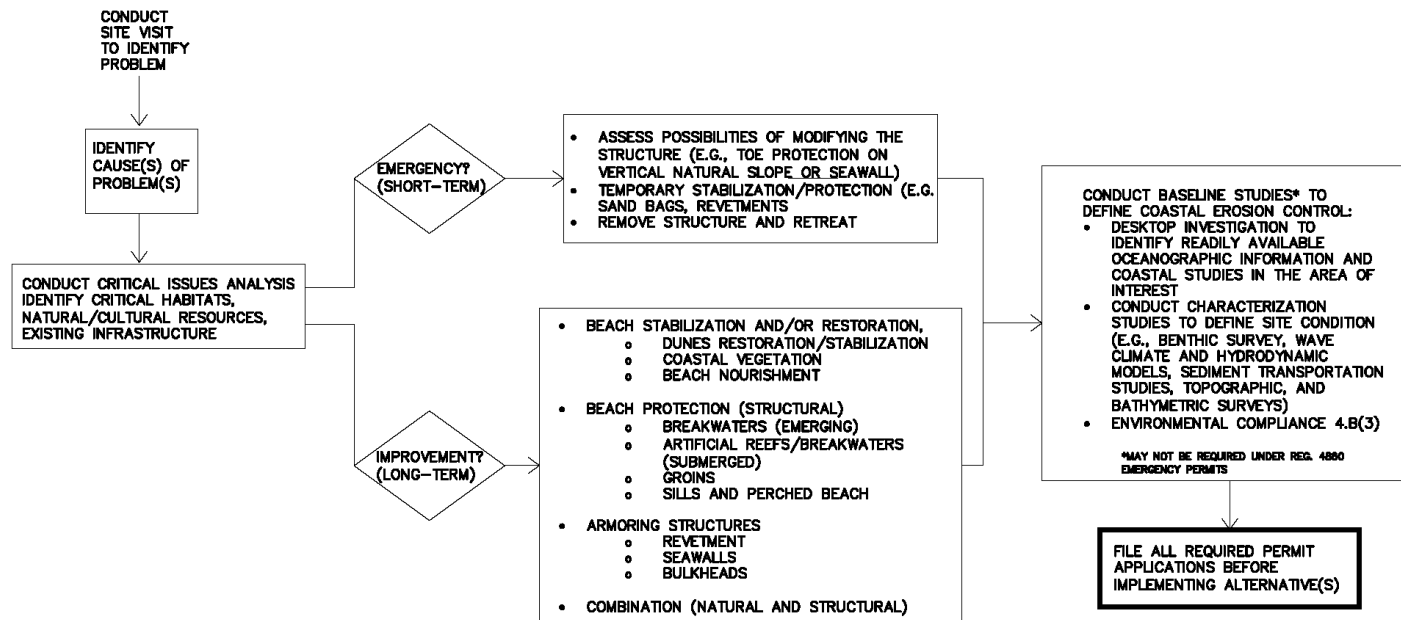 CONDUCT
SITE VISIT
TO IDENTIFY
PROBLEM
IDENTIFY
CAUSE(S) OF
PROBLEM(S)
CONDUCT CRITICAL ISSUES ANALYSIS
IDENTIFY CRITICAL HABITATS,
NATURAL/CULTURAL RESOURCES,
EXISTING INFRASTRUCTURE
EMERGENCY?
(SHORT-TERM)
• ASSESS POSSIBILITIES OF MODIFYING THE
STRUCTURE (E.G., TOE PROTECTION ON
VERTICAL NATURAL SLOPE OR SEAWALL)
• TEMPORARY STABILIZATION/PROTECTION (E.G.
SAND BAGS, REVETMENTS
• REMOVE STRUCTURE AND RETREAT
IMPROVEMENT?
(LONG-TERM)
• BEACH STABILIZATION AND/OR RESTORATION,
o DUNES RESTORATION/STABILIZATION
o COASTAL VEGETATION
o BEACH NOURISHMENT
• BEACH PROTECTION (STRUCTURAL)
o BREAKWATERS (EMERGING)
o ARTIFICIAL REEFS/BREAKWATERS
(SUBMERGED)
o GROINS
o SILLS AND PERCHED BEACH
• ARMORING STRUCTURES
o REVETMENT
o SEAWALLS
o BULKHEADS
• COMBINATION (NATURAL AND STRUCTURAL)
CONDUCT BASELINE STUDIES* TO
DEFINE COASTAL EROSION CONTROL:
• DESKTOP INVESTIGATION TO
IDENTIFY READILY AVAILABLE
OCEANOGRAPHIC INFORMATION AND
COASTAL STUDIES IN THE AREA OF
INTEREST
• CONDUCT CHARACTERIZATION
STUDIES TO DEFINE SITE CONDITION
(E.G., BENTHIC SURVEY, WAVE
CLIMATE AND HYDRODYNAMIC
MODELS, SEDIMENT TRANSPORTATION
STUDIES, TOPOGRAPHIC, AND
BATHYMETRIC SURVEYS)
• ENVIRONMENTAL COMPLIANCE 4.B(3)
*MAY NOT BE REQUIRED UNDER REG. 4860
EMERGENCY PERMITS
FILE ALL REQUIRED PERMIT
APPLICATIONS BEFORE
IMPLEMENTING ALTERNATIVE(S)